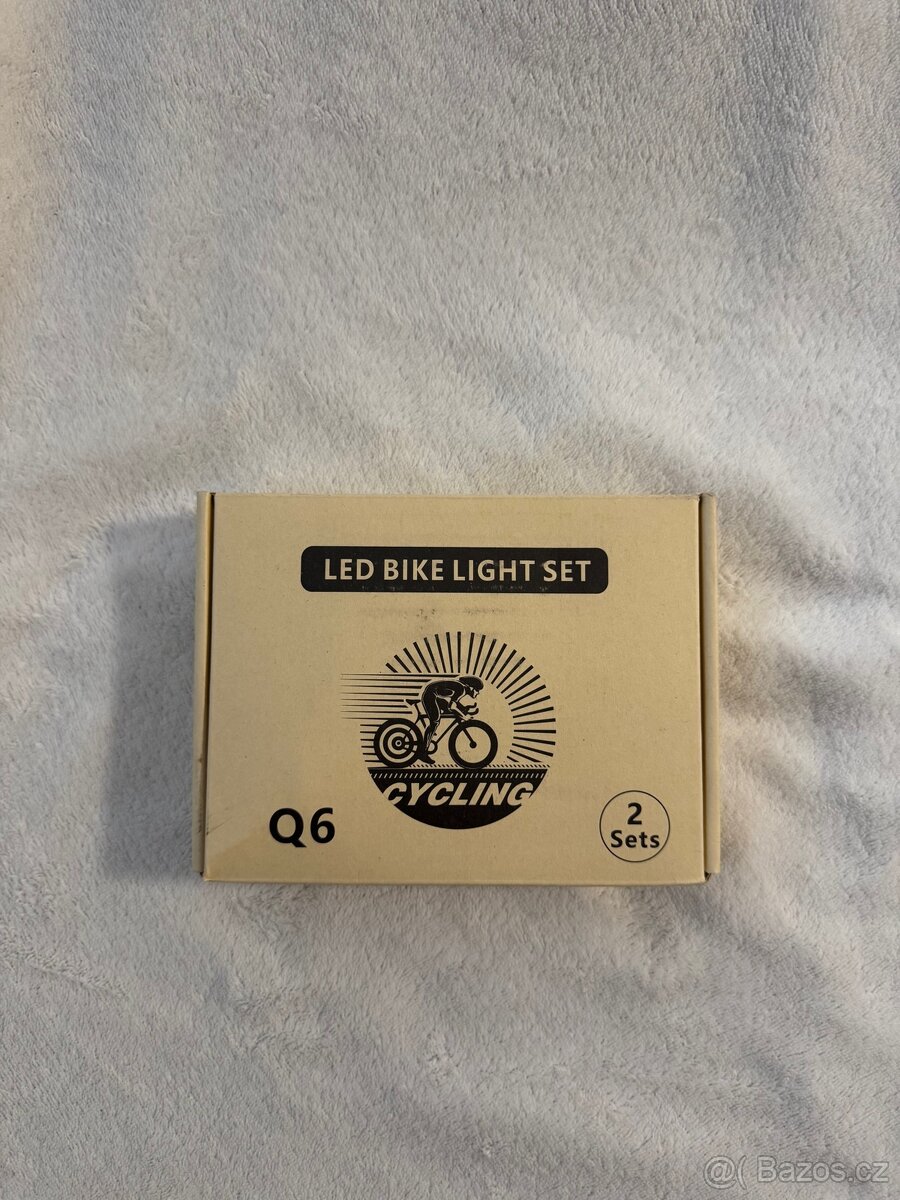 LED BIKE LIGHT SET
CYCLING
Q6
2
Sets
@( Bazos.cz